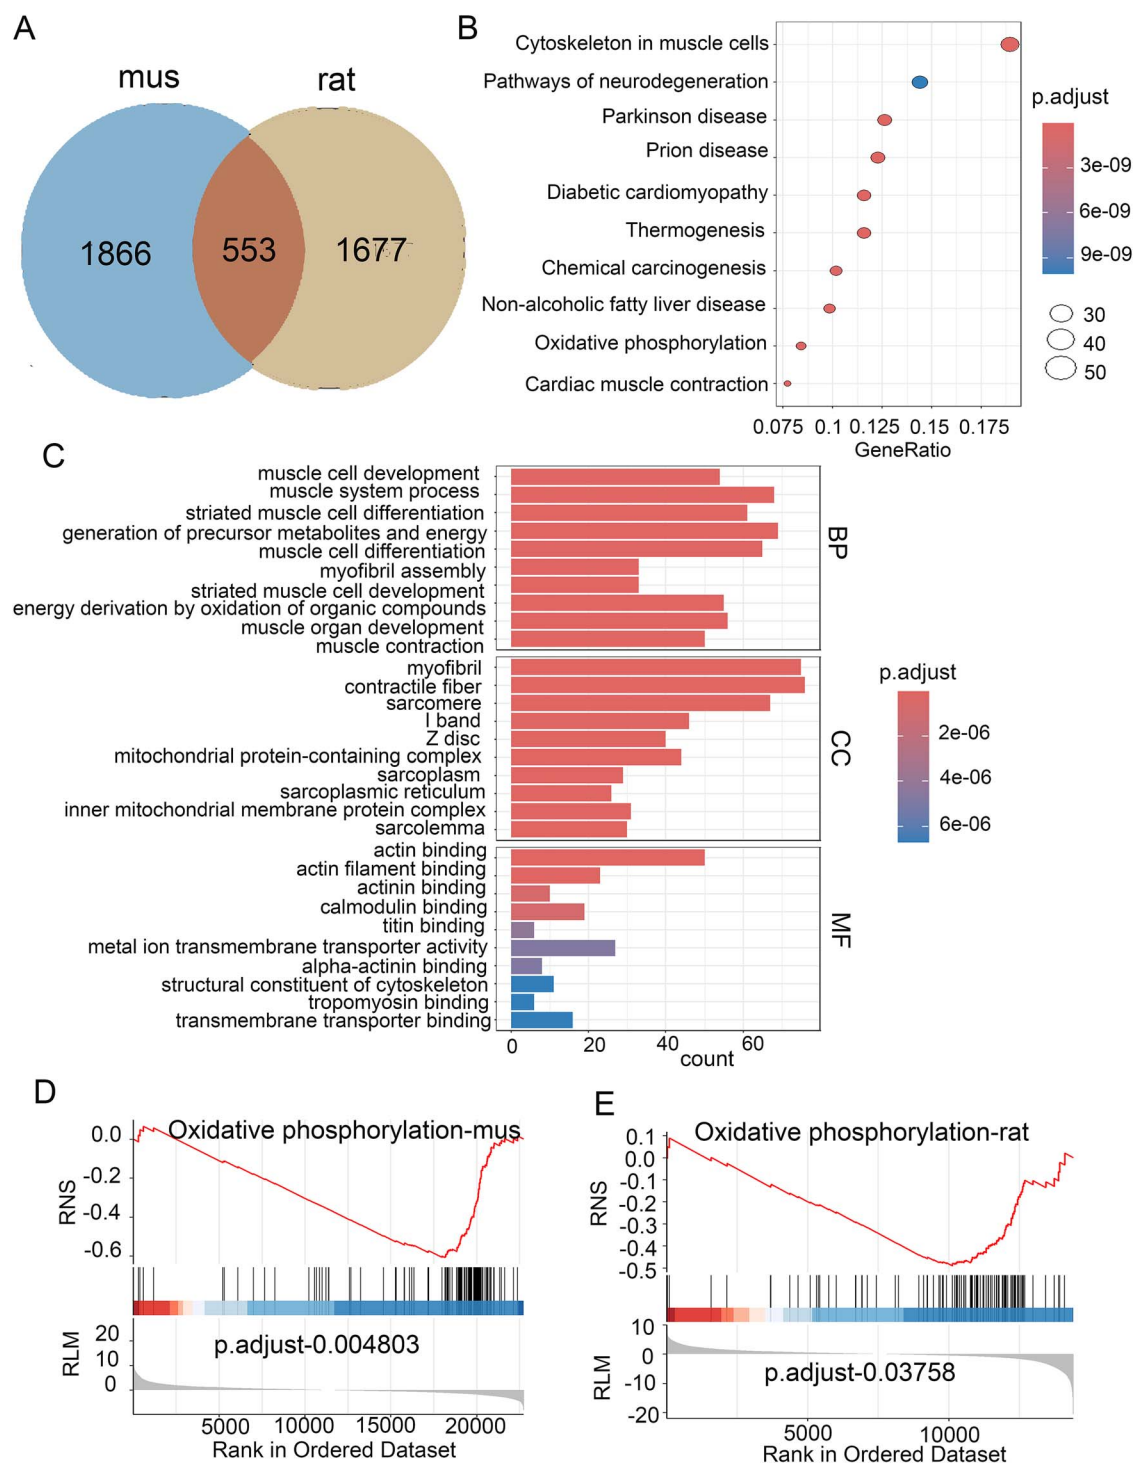 A
mus
rat
1866
553
1677
B
Cytoskeleton in muscle cells
Pathways of neurodegeneration
Parkinson disease
Prion disease
Diabetic cardiomyopathy
Thermogenesis
Chemical carcinogenesis
Non-alcoholic fatty liver disease
Oxidative phosphorylation
Cardiac muscle contraction
0.075 0.1 0.125 0.15 0.175
GeneRatio
p.adjust
3e-09
6e-09
9e-09
30
40
50
C
muscle cell development
muscle system process
striated muscle cell differentiation
generation of precursor metabolites and energy
muscle cell differentiation
myofibril assembly
striated muscle cell development
energy derivation by oxidation of organic compounds
muscle organ development
muscle contraction
BP
myofibril
contractile fiber
sarcomere
I band
Z disc
mitochondrial protein-containing complex
sarcoplasm
sarcoplasmic reticulum
inner mitochondrial membrane protein complex
sarcolemma
CC
actin binding
actin filament binding
actinin binding
calmodulin binding
titin binding
metal ion transmembrane transporter activity
alpha-actinin binding
structural constituent of cytoskeleton
tropomyosin binding
transmembrane transporter binding
MF
0 20 40 60
count
p.adjust
2e-06
4e-06
6e-06
D
Oxidative phosphorylation-mus
RNS
0.0
-0.2
-0.4
-0.6
RLM
20
10
0
p.adjust-0.004803
5000 10000 15000 20000
Rank in Ordered Dataset
E
Oxidative phosphorylation-rat
RNS
0.1
0.0
-0.1
-0.2
-0.3
-0.4
-0.5
RLM
10
0
-10
-20
p.adjust-0.03758
5000 10000
Rank in Ordered Dataset